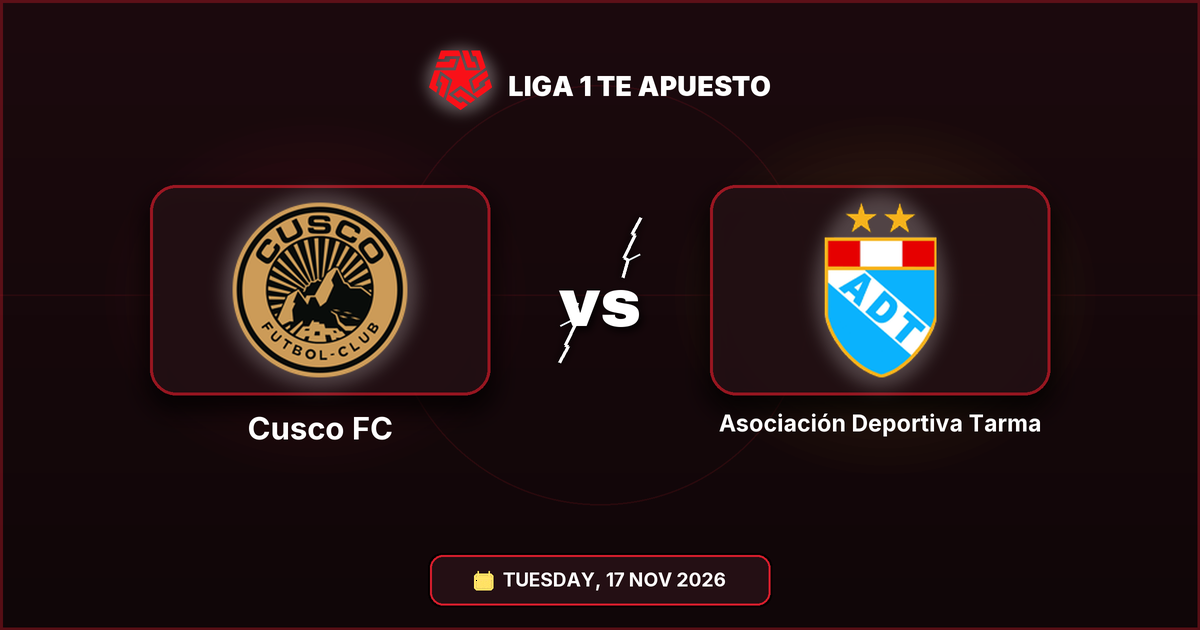 LIGA 1 TE APUESTO
CUSCO
FUTBOL-CLUB
VS
ADT
Cusco FC
Asociación Deportiva Tarma
TUESDAY, 17 NOV 2026